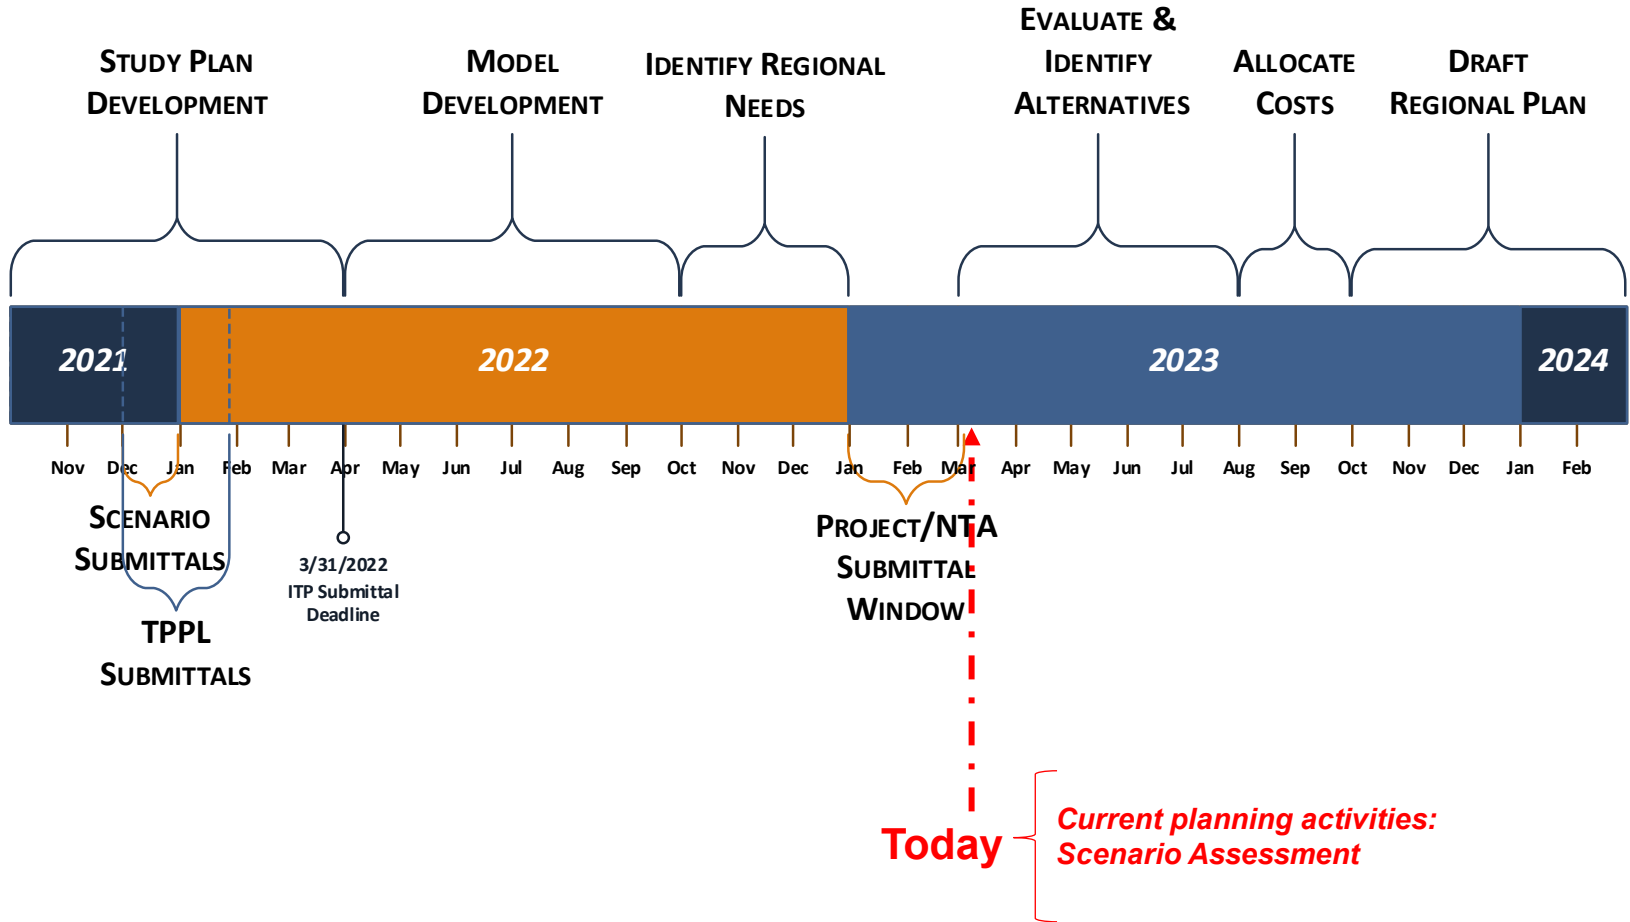 STUDY PLAN
DEVELOPMENT
MODEL
DEVELOPMENT
IDENTIFY REGIONAL
NEEDS
EVALUATE &
IDENTIFY
ALTERNATIVES
ALLOCATE
COSTS
DRAFT
REGIONAL PLAN
2021
2022
2023
2024
Nov Dec Jan Feb Mar Apr May Jun Jul Aug Sep Oct Nov Dec Jan Feb Mar Apr May Jun Jul Aug Sep Oct Nov Dec Jan Feb
SCENARIO
SUBMITTALS
TPPL
SUBMITTALS
3/31/2022
ITP Submittal
Deadline
PROJECT/NTA
SUBMITTAL
WINDOW
Today
Current planning activities:
Scenario Assessment